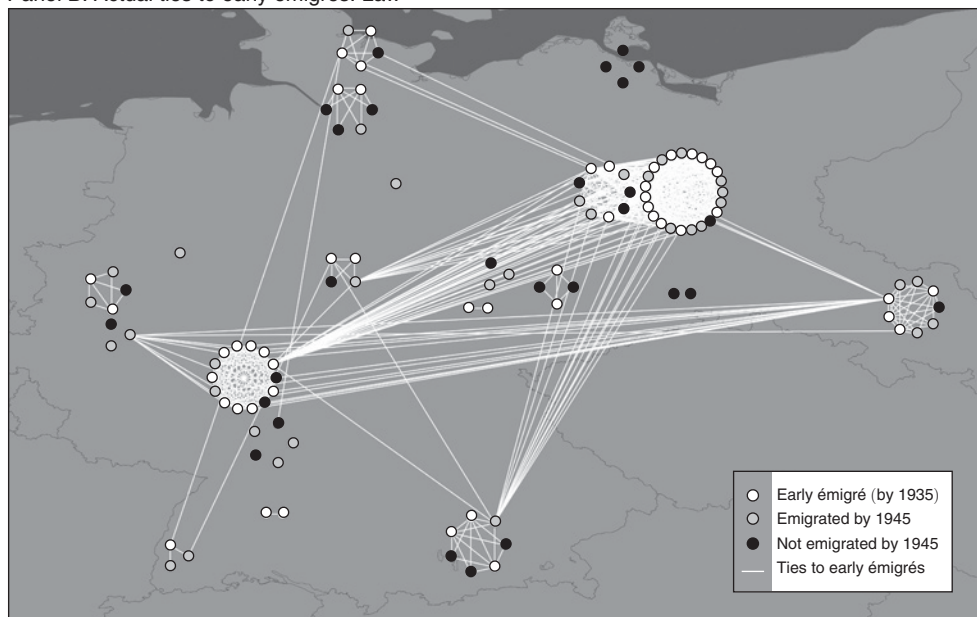 Panel B. Actual ties to early émigrés: Law
Early émigré (by 1935)
Emigrated by 1945
Not emigrated by 1945
Ties to early émigrés